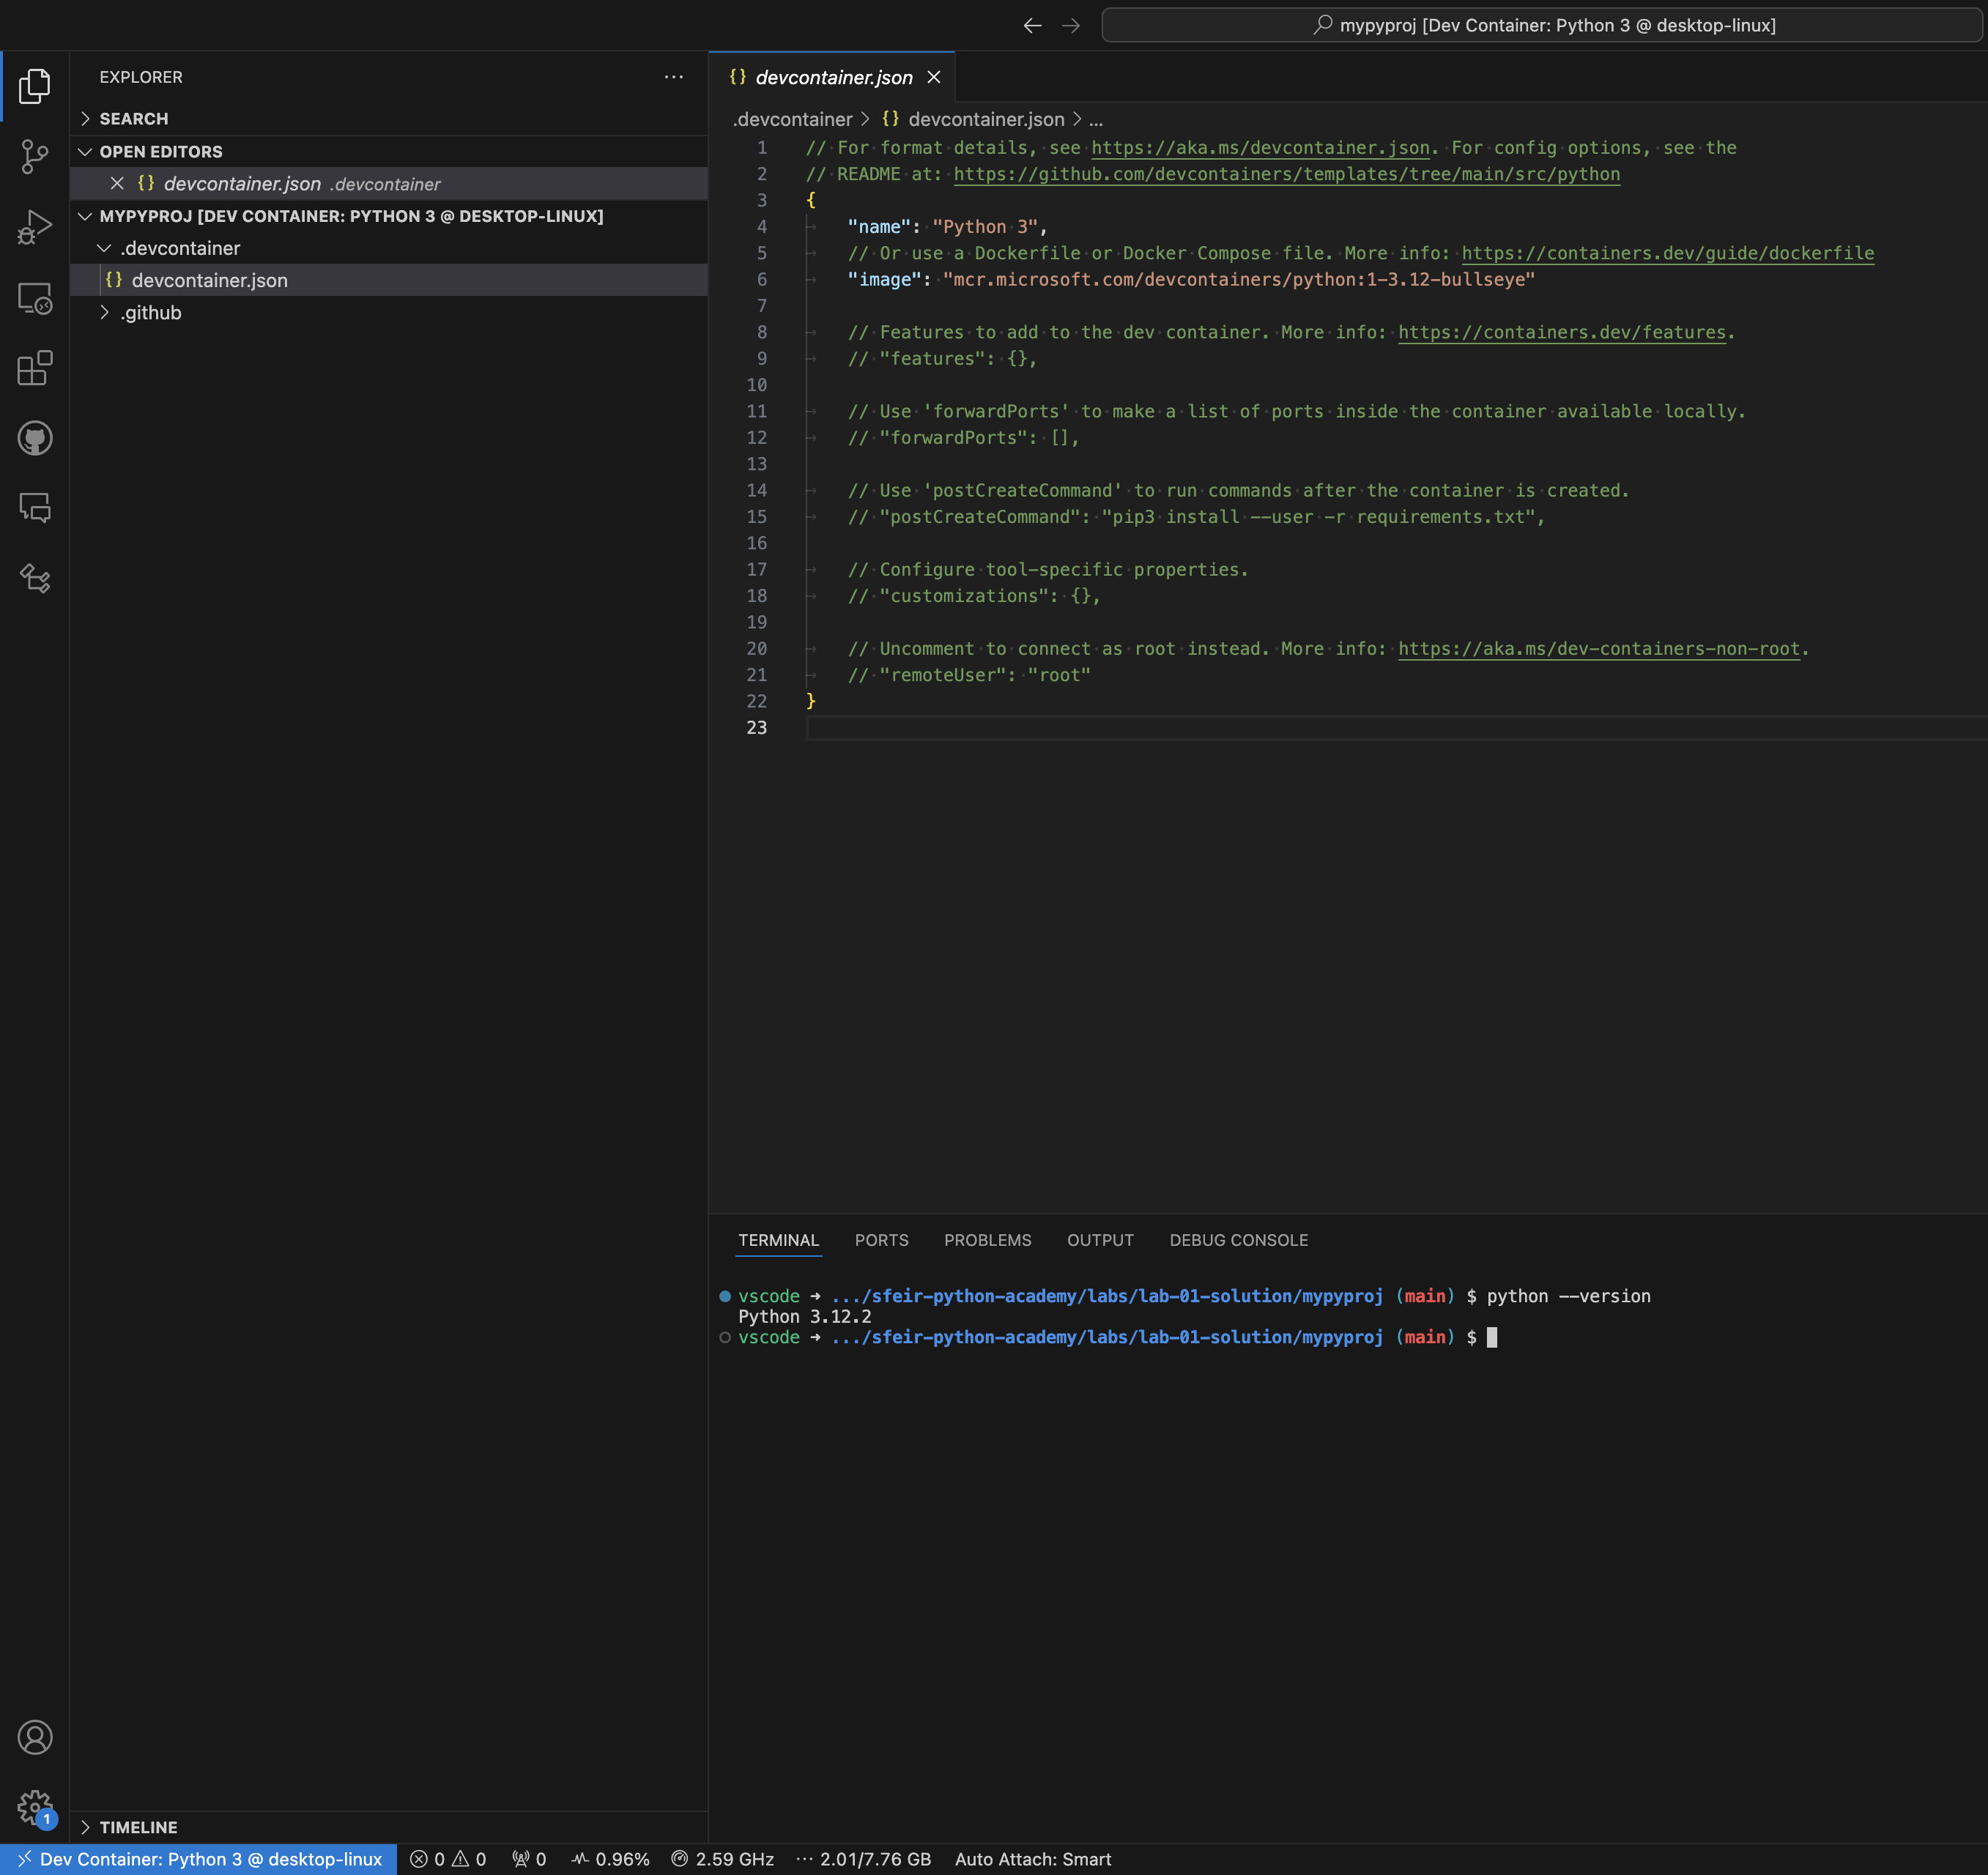 mypyproj [Dev Container: Python 3 @ desktop-linux]
EXPLORER
SEARCH
OPEN EDITORS
devcontainer.json .devcontainer
MYPYPROJ [DEV CONTAINER: PYTHON 3 @ DESKTOP-LINUX]
.devcontainer
{} devcontainer.json
.github
TIMELINE
{} devcontainer.json
.devcontainer > {} devcontainer.json > ...
1 // For format details, see https://aka.ms/devcontainer.json. For config options, see the
2 // README at: https://github.com/devcontainers/templates/tree/main/src/python
3 {
4 "name": "Python 3",
5 // Or use a Dockerfile or Docker Compose file. More info: https://containers.dev/guide/dockerfile
6 "image": "mcr.microsoft.com/devcontainers/python:1-3.12-bullseye"
7
8 // Features to add to the dev container. More info: https://containers.dev/features.
9 // "features": {},
10
11 // Use 'forwardPorts' to make a list of ports inside the container available locally.
12 // "forwardPorts": [],
13
14 // Use 'postCreateCommand' to run commands after the container is created.
15 // "postCreateCommand": "pip3 install --user -r requirements.txt",
16
17 // Configure tool-specific properties.
18 // "customizations": {},
19
20 // Uncomment to connect as root instead. More info: https://aka.ms/dev-containers-non-root.
21 // "remoteUser": "root"
22 }
23
TERMINAL PORTS PROBLEMS OUTPUT DEBUG CONSOLE
vscode ➜ .../sfeir-python-academy/labs/lab-01-solution/mypyproj (main) $ python --version
Python 3.12.2
vscode ➜ .../sfeir-python-academy/labs/lab-01-solution/mypyproj (main) $
1
Dev Container: Python 3 @ desktop-linux 0 0 0 0.96% 2.59 GHz ··· 2.01/7.76 GB Auto Attach: Smart